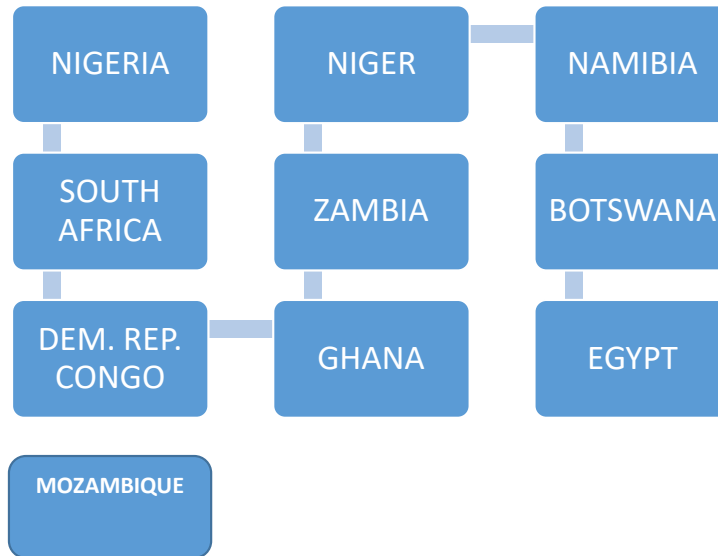 NIGERIA
NIGER
NAMIBIA
SOUTH
AFRICA
ZAMBIA
BOTSWANA
DEM. REP.
CONGO
GHANA
EGYPT
MOZAMBIQUE